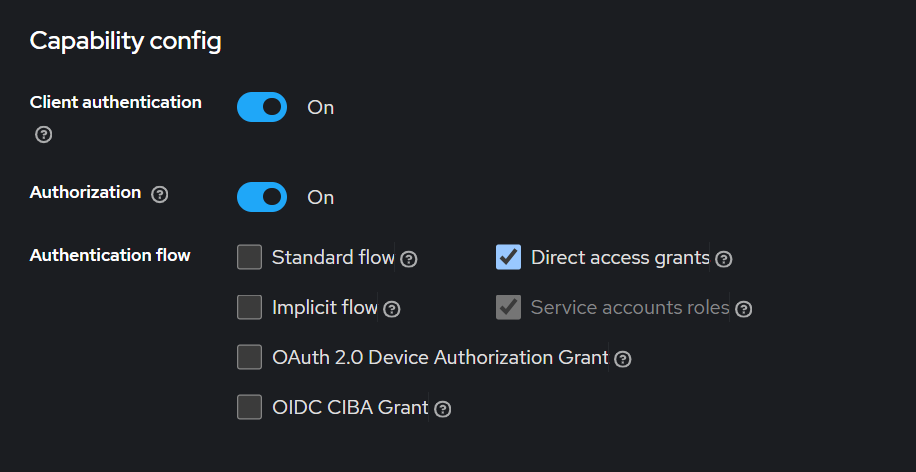 Capability config
Client authentication
On
Authorization
On
Authentication flow
Standard flow
Direct access grants
Implicit flow
Service accounts roles
OAuth 2.0 Device Authorization Grant
OIDC CIBA Grant